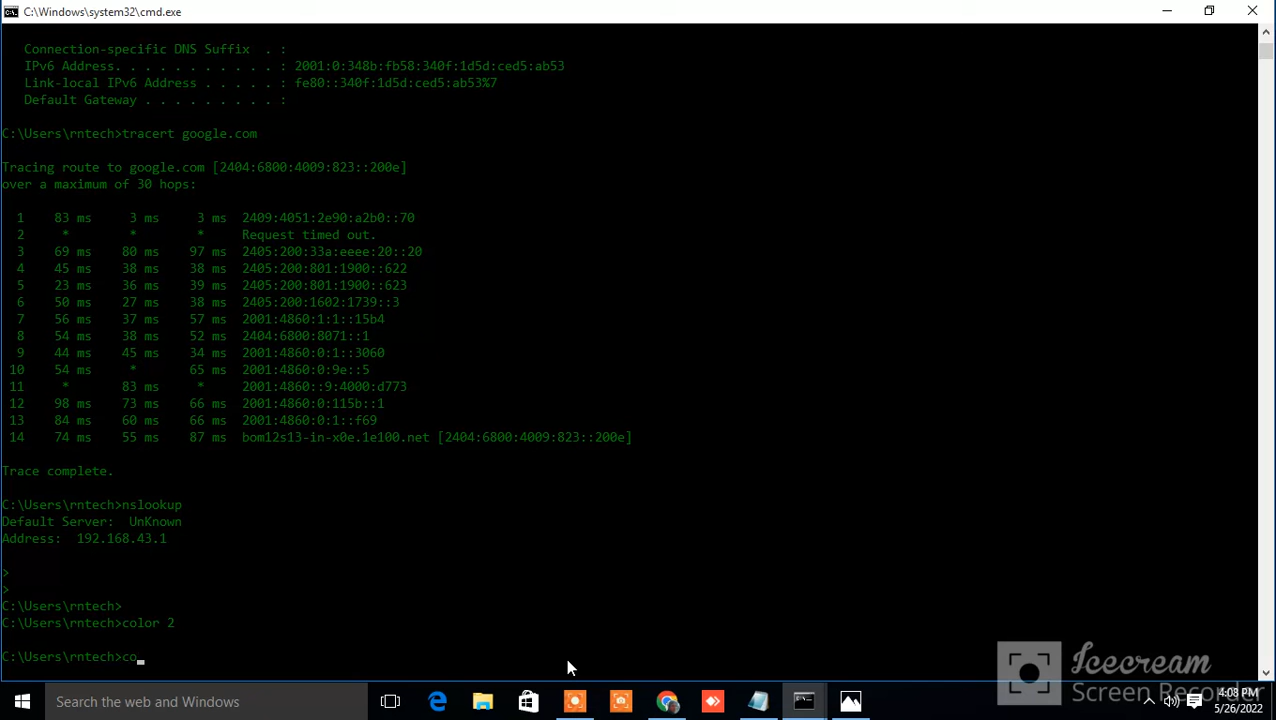 C:\Windows\system32\cmd.exe
Connection-specific DNS Suffix  . :
IPv6 Address. . . . . . . . . . . : 2001:0:348b:fb58:340f:1d5d:ced5:ab53
Link-local IPv6 Address . . . . . : fe80::340f:1d5d:ced5:ab53%7
Default Gateway . . . . . . . . . :
C:\Users\rntech>tracert google.com
Tracing route to google.com [2404:6800:4009:823::200e]
over a maximum of 30 hops:
1    83 ms     3 ms     3 ms  2409:4051:2e90:a2b0::70
2     *        *        *     Request timed out.
3    69 ms    80 ms    97 ms  2405:200:33a:eeee:20::20
4    45 ms    38 ms    38 ms  2405:200:801:1900::622
5    23 ms    36 ms    39 ms  2405:200:801:1900::623
6    50 ms    27 ms    38 ms  2405:200:1602:1739::3
7    56 ms    37 ms    57 ms  2001:4860:1:1::15b4
8    54 ms    38 ms    52 ms  2404:6800:8071::1
9    44 ms    45 ms    34 ms  2001:4860:0:1::3060
10    54 ms     *       65 ms  2001:4860:0:9e::5
11     *       83 ms     *     2001:4860::9:4000:d773
12    98 ms    73 ms    66 ms  2001:4860:0:115b::1
13    84 ms    60 ms    66 ms  2001:4860:0:1::f69
14    74 ms    55 ms    87 ms  bom12s13-in-x0e.1e100.net [2404:6800:4009:823::200e]
Trace complete.
C:\Users\rntech>nslookup
Default Server:  UnKnown
Address:  192.168.43.1
>
>
C:\Users\rntech>
C:\Users\rntech>color 2
C:\Users\rntech>co_
Icecream
Screen Recorder
Search the web and Windows
4:08 PM
5/26/2022